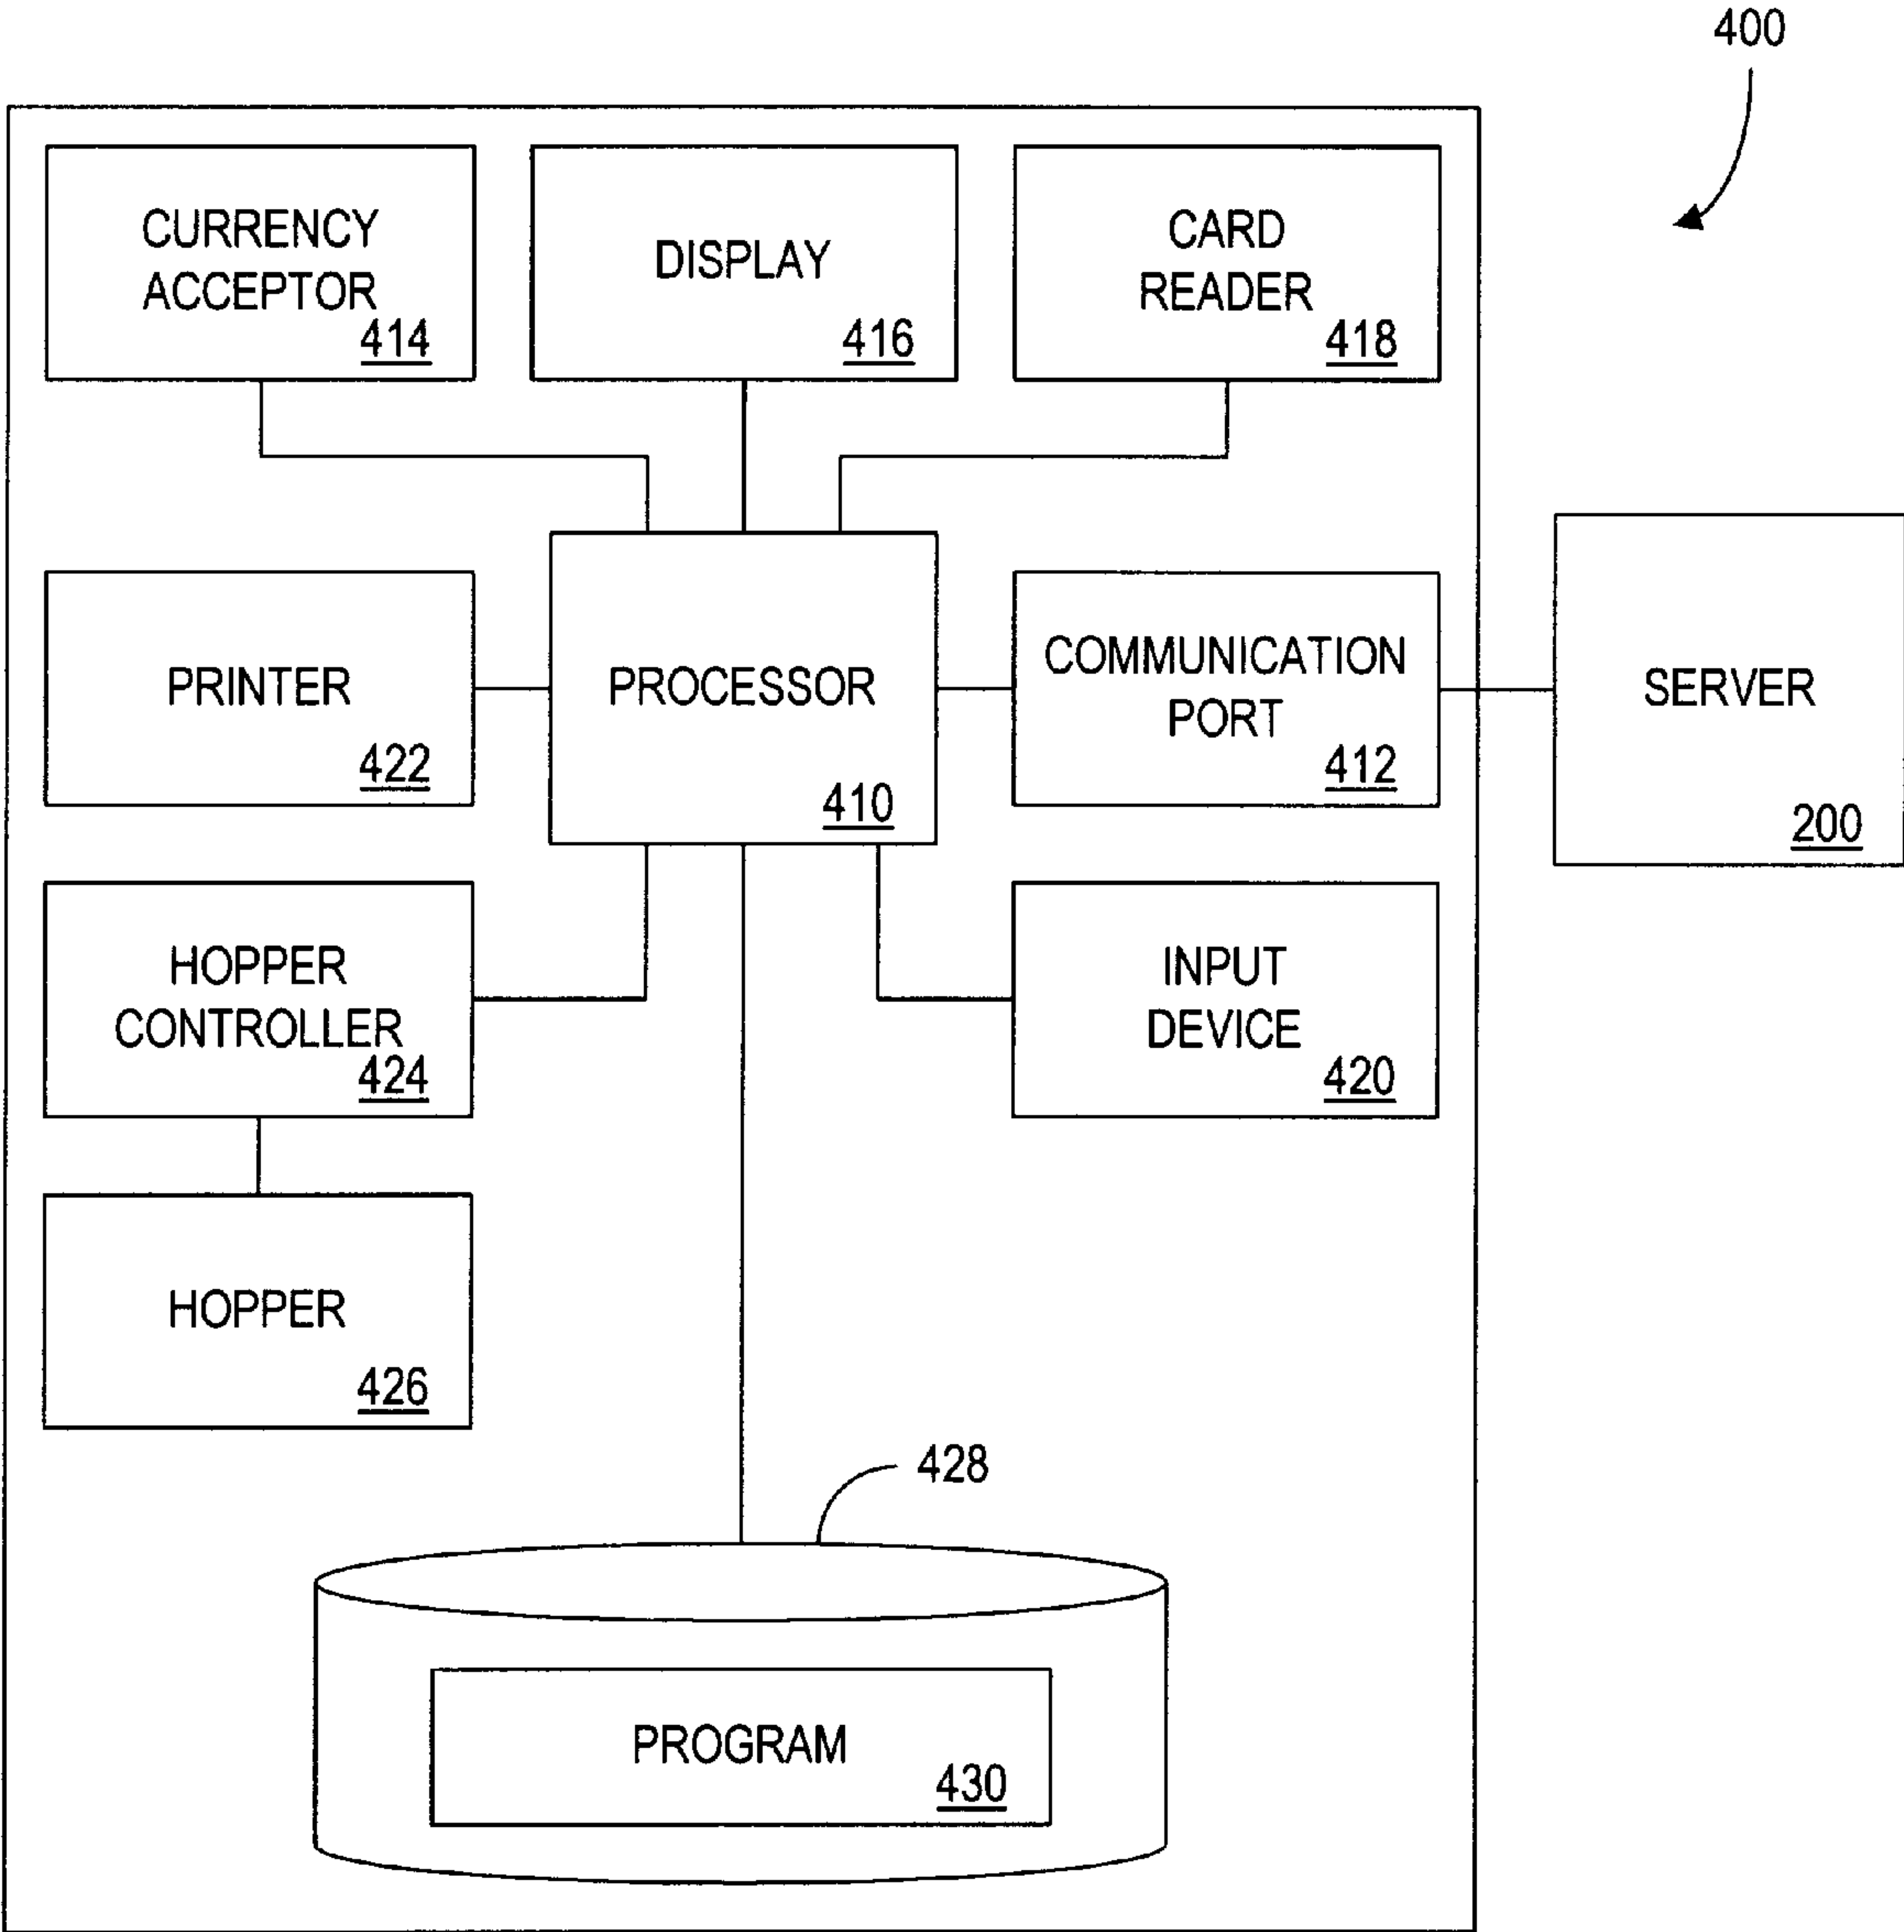 400
CURRENCY
ACCEPTOR
414
DISPLAY
416
CARD
READER
418
PRINTER
422
PROCESSOR
410
COMMUNICATION
PORT
412
SERVER
200
HOPPER
CONTROLLER
424
INPUT
DEVICE
420
HOPPER
426
428
PROGRAM
430